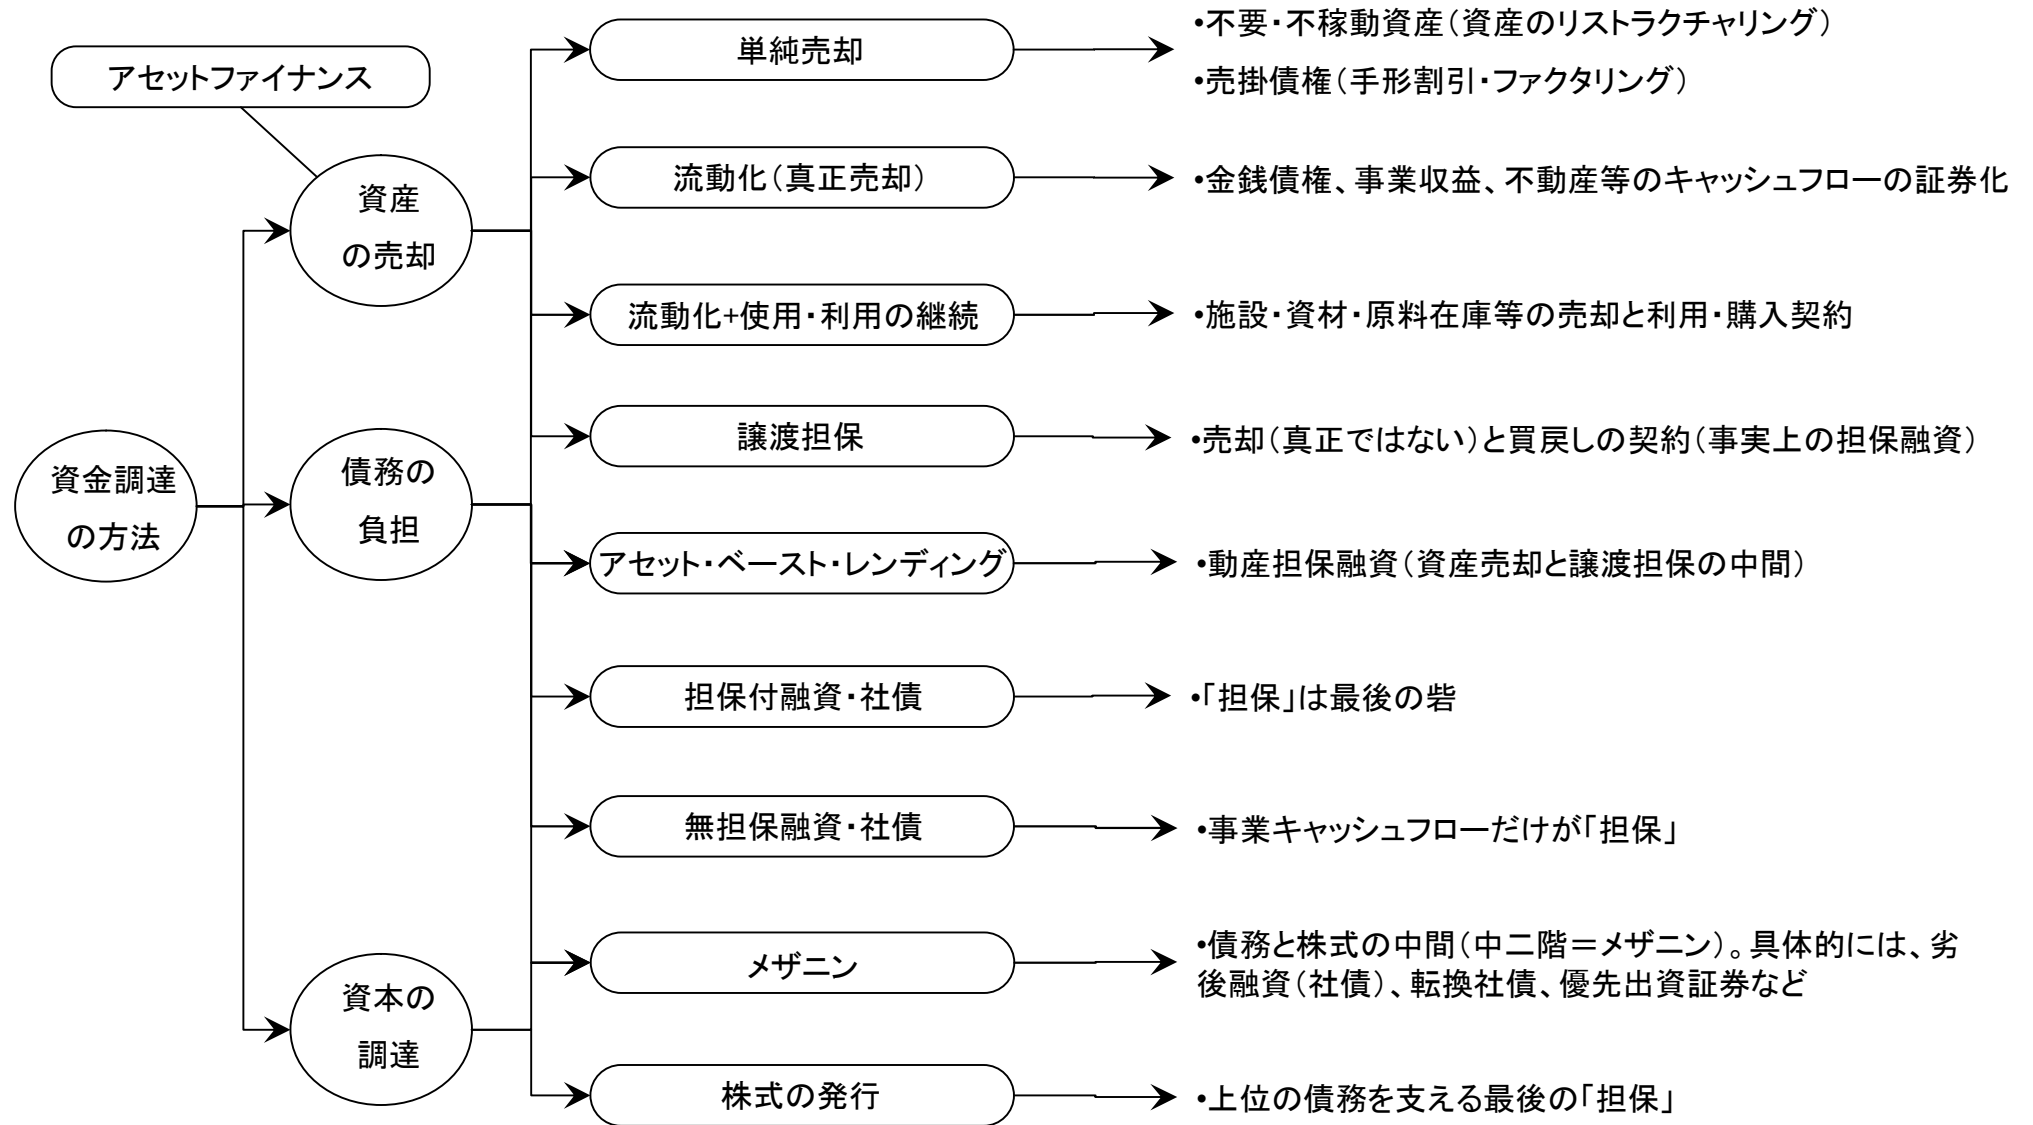 アセットファイナンス
資金調達
の方法
資産
の売却
債務の
負担
資本の
調達
単純売却
•不要・不稼動資産（資産のリストラクチャリング）
•売掛債権（手形割引・ファクタリング）
流動化（真正売却）
•金銭債権、事業収益、不動産等のキャッシュフローの証券化
流動化+使用・利用の継続
•施設・資材・原料在庫等の売却と利用・購入契約
譲渡担保
•売却（真正ではない）と買戻しの契約（事実上の担保融資）
アセット・ベースト・レンディング
•動産担保融資（資産売却と譲渡担保の中間）
担保付融資・社債
•「担保」は最後の砦
無担保融資・社債
•事業キャッシュフローだけが「担保」
メザニン
•債務と株式の中間（中二階＝メザニン）。具体的には、劣
後融資（社債）、転換社債、優先出資証券など
株式の発行
•上位の債務を支える最後の「担保」